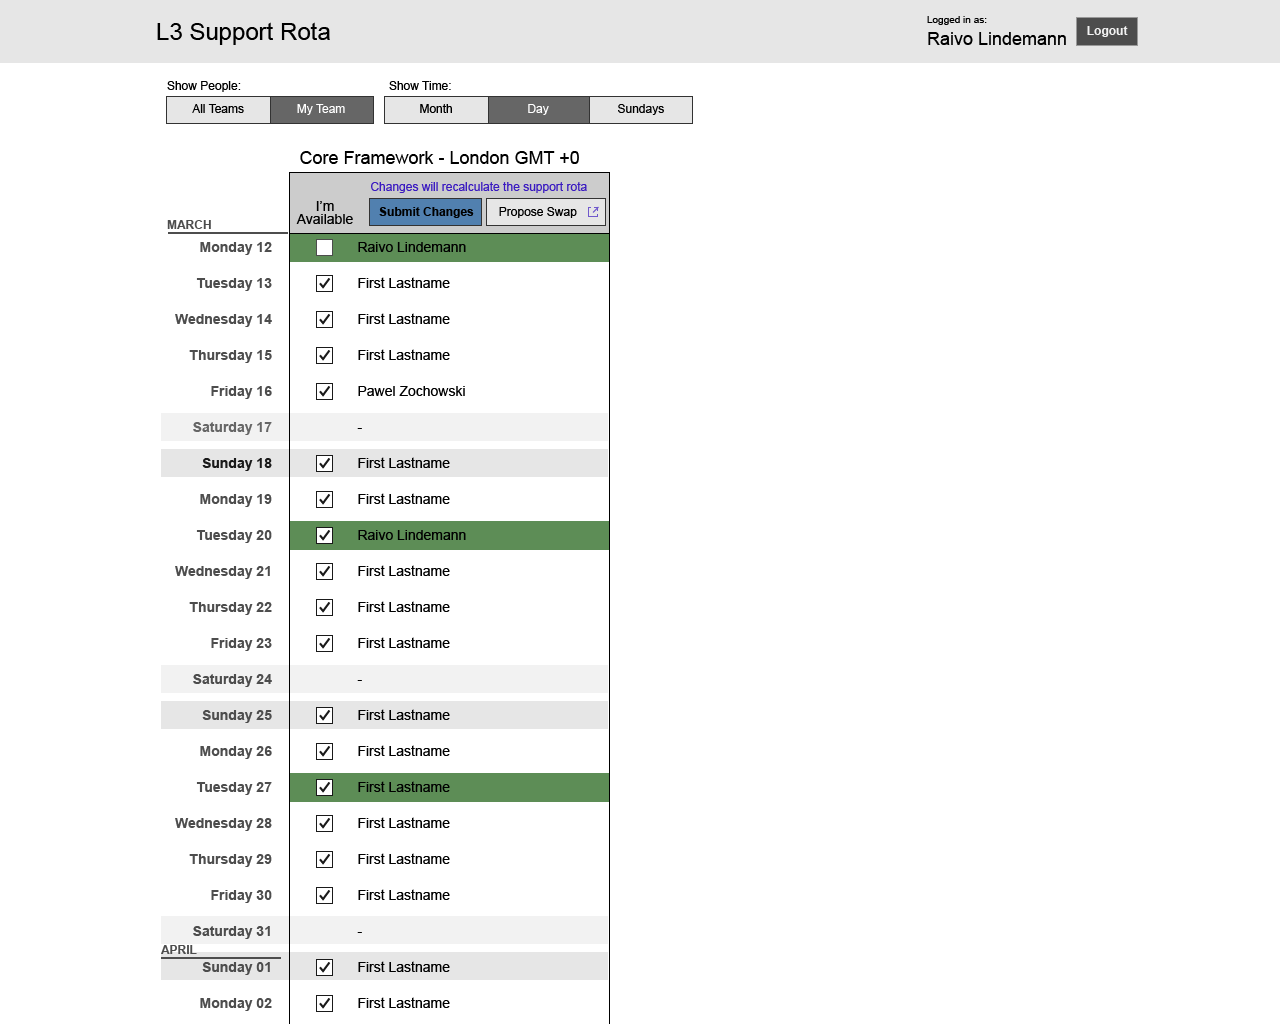 L3 Support Rota
Logged in as:
Raivo Lindemann
Logout
Show People:
Show Time:
All Teams
My Team
Month
Day
Sundays
Core Framework - London GMT +0
Changes will recalculate the support rota
I'm
Available
Submit Changes
Propose Swap
MARCH
Monday 12 Raivo Lindemann
Tuesday 13 First Lastname
Wednesday 14 First Lastname
Thursday 15 First Lastname
Friday 16 Pawel Zochowski
Saturday 17 -
Sunday 18 First Lastname
Monday 19 First Lastname
Tuesday 20 Raivo Lindemann
Wednesday 21 First Lastname
Thursday 22 First Lastname
Friday 23 First Lastname
Saturday 24 -
Sunday 25 First Lastname
Monday 26 First Lastname
Tuesday 27 First Lastname
Wednesday 28 First Lastname
Thursday 29 First Lastname
Friday 30 First Lastname
Saturday 31 -
APRIL
Sunday 01 First Lastname
Monday 02 First Lastname